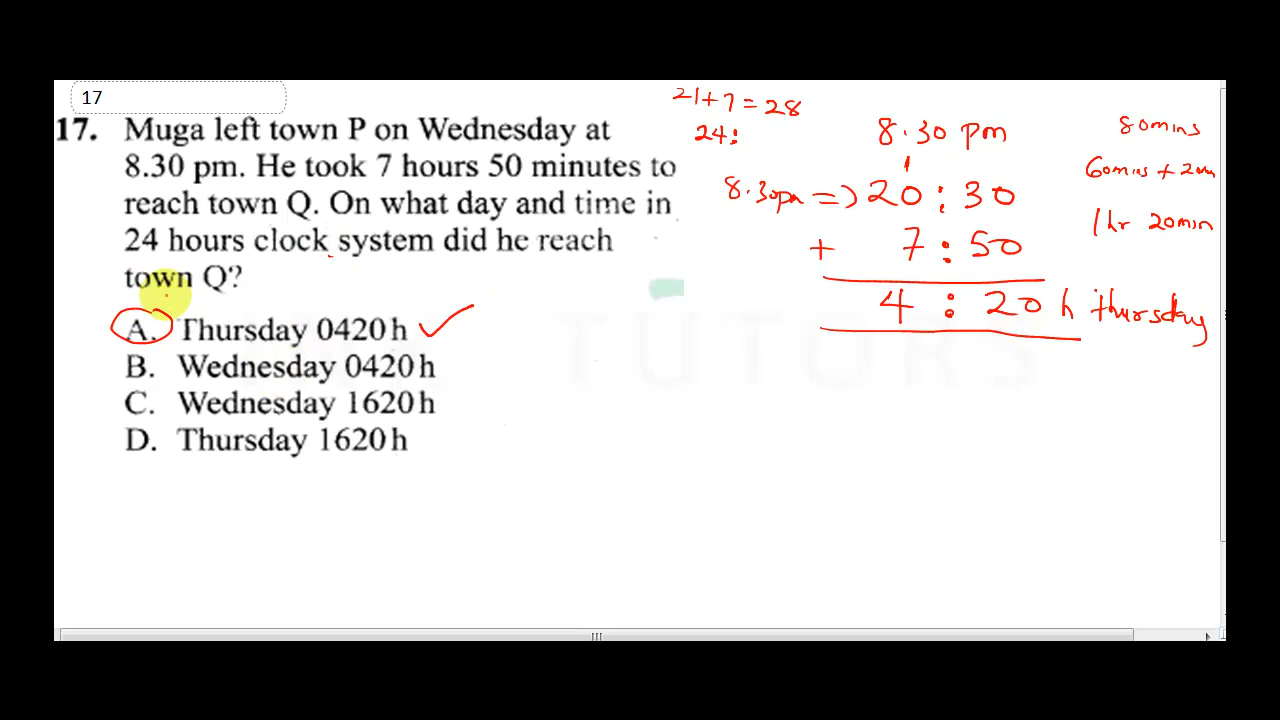 17
17. Muga left town P on Wednesday at
8.30 pm. He took 7 hours 50 minutes to
reach town Q. On what day and time in
24 hours clock system did he reach
town Q?
A. Thursday 0420 h
B. Wednesday 0420 h
C. Wednesday 1620 h
D. Thursday 1620 h
21+7=28
24:
8.30 pm
1
8.30pm => 20:30
+ 7:50
4:20 h thursday
80mins
60mins + 20m
1hr 20min
TUTORS